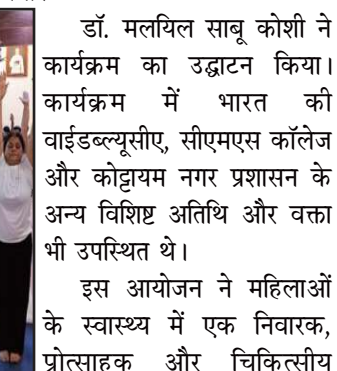 डॉ. मलयिल साबू कोशी ने
कार्यक्रम का उद्घाटन किया।
कार्यक्रम में भारत की
वाईडब्ल्यूसीए, सीएमएस कॉलेज
और कोट्टायम नगर प्रशासन के
अन्य विशिष्ट अतिथि और वक्ता
भी उपस्थित थे।
इस आयोजन ने महिलाओं
के स्वास्थ्य में एक निवारक,
प्रोत्साहक और चिकित्सीय